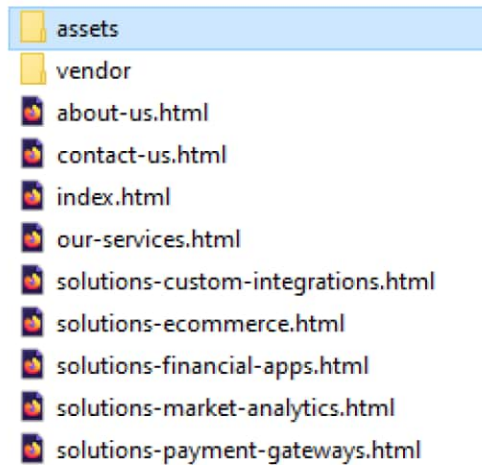 assets
vendor
about-us.html
contact-us.html
index.html
our-services.html
solutions-custom-integrations.html
solutions-ecommerce.html
solutions-financial-apps.html
solutions-market-analytics.html
solutions-payment-gateways.html